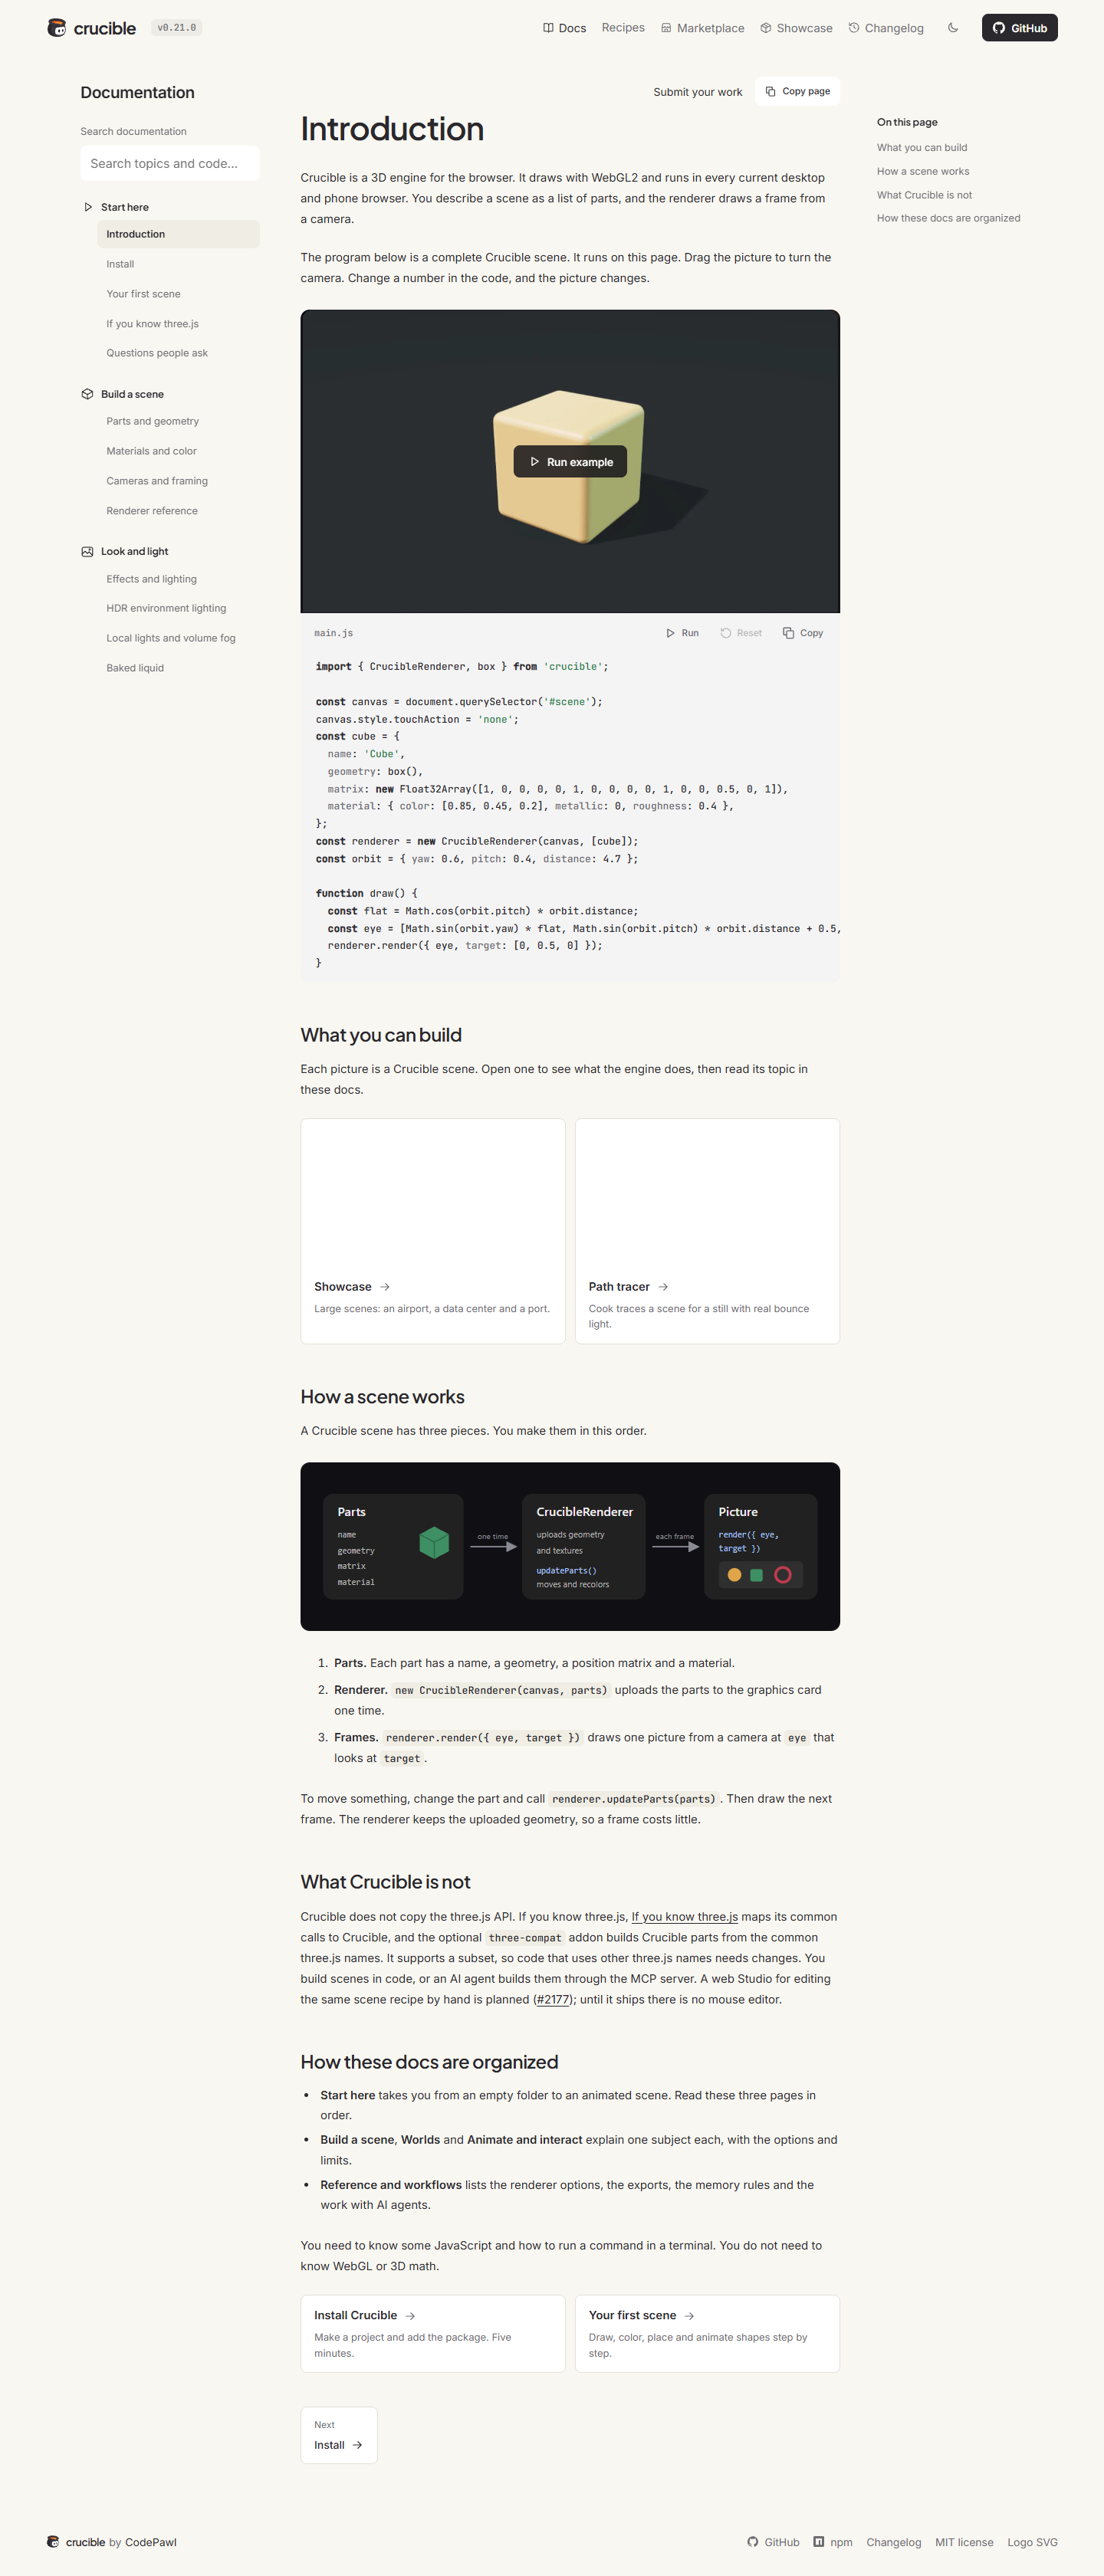 crucible v0.21.0
Docs Recipes Marketplace Showcase Changelog GitHub
Documentation
Search documentation
Search topics and code...
Start here
Introduction
Install
Your first scene
If you know three.js
Questions people ask
Build a scene
Parts and geometry
Materials and color
Cameras and framing
Renderer reference
Look and light
Effects and lighting
HDR environment lighting
Local lights and volume fog
Baked liquid
Submit your work Copy page
Introduction
Crucible is a 3D engine for the browser. It draws with WebGL2 and runs in every current desktop
and phone browser. You describe a scene as a list of parts, and the renderer draws a frame from
a camera.
The program below is a complete Crucible scene. It runs on this page. Drag the picture to turn the
camera. Change a number in the code, and the picture changes.
Run example
main.js Run Reset Copy
import { CrucibleRenderer, box } from 'crucible';
const canvas = document.querySelector('#scene');
canvas.style.touchAction = 'none';
const cube = {
  name: 'Cube',
  geometry: box(),
  matrix: new Float32Array([1, 0, 0, 0, 0, 1, 0, 0, 0, 0, 1, 0, 0, 0.5, 0, 1]),
  material: { color: [0.85, 0.45, 0.2], metallic: 0, roughness: 0.4 },
};
const renderer = new CrucibleRenderer(canvas, [cube]);
const orbit = { yaw: 0.6, pitch: 0.4, distance: 4.7 };
function draw() {
  const flat = Math.cos(orbit.pitch) * orbit.distance;
  const eye = [Math.sin(orbit.yaw) * flat, Math.sin(orbit.pitch) * orbit.distance + 0.5,
  renderer.render({ eye, target: [0, 0.5, 0] });
}
What you can build
Each picture is a Crucible scene. Open one to see what the engine does, then read its topic in
these docs.
Showcase →
Large scenes: an airport, a data center and a port.
Path tracer →
Cook traces a scene for a still with real bounce
light.
How a scene works
A Crucible scene has three pieces. You make them in this order.
Parts
name
geometry
matrix
material
one time
CrucibleRenderer
uploads geometry
and textures
updateParts()
moves and recolors
each frame
Picture
render({ eye,
target })
1. Parts. Each part has a name, a geometry, a position matrix and a material.
2. Renderer. new CrucibleRenderer(canvas, parts) uploads the parts to the graphics card
one time.
3. Frames. renderer.render({ eye, target }) draws one picture from a camera at eye that
looks at target.
To move something, change the part and call renderer.updateParts(parts). Then draw the next
frame. The renderer keeps the uploaded geometry, so a frame costs little.
What Crucible is not
Crucible does not copy the three.js API. If you know three.js, If you know three.js maps its common
calls to Crucible, and the optional three-compat addon builds Crucible parts from the common
three.js names. It supports a subset, so code that uses other three.js names needs changes. You
build scenes in code, or an AI agent builds them through the MCP server. A web Studio for editing
the same scene recipe by hand is planned (#2177); until it ships there is no mouse editor.
How these docs are organized
• Start here takes you from an empty folder to an animated scene. Read these three pages in
order.
• Build a scene, Worlds and Animate and interact explain one subject each, with the options and
limits.
• Reference and workflows lists the renderer options, the exports, the memory rules and the
work with AI agents.
You need to know some JavaScript and how to run a command in a terminal. You do not need to
know WebGL or 3D math.
Install Crucible →
Make a project and add the package. Five
minutes.
Your first scene →
Draw, color, place and animate shapes step by
step.
Next
Install →
On this page
What you can build
How a scene works
What Crucible is not
How these docs are organized
crucible by CodePawl
GitHub npm Changelog MIT license Logo SVG